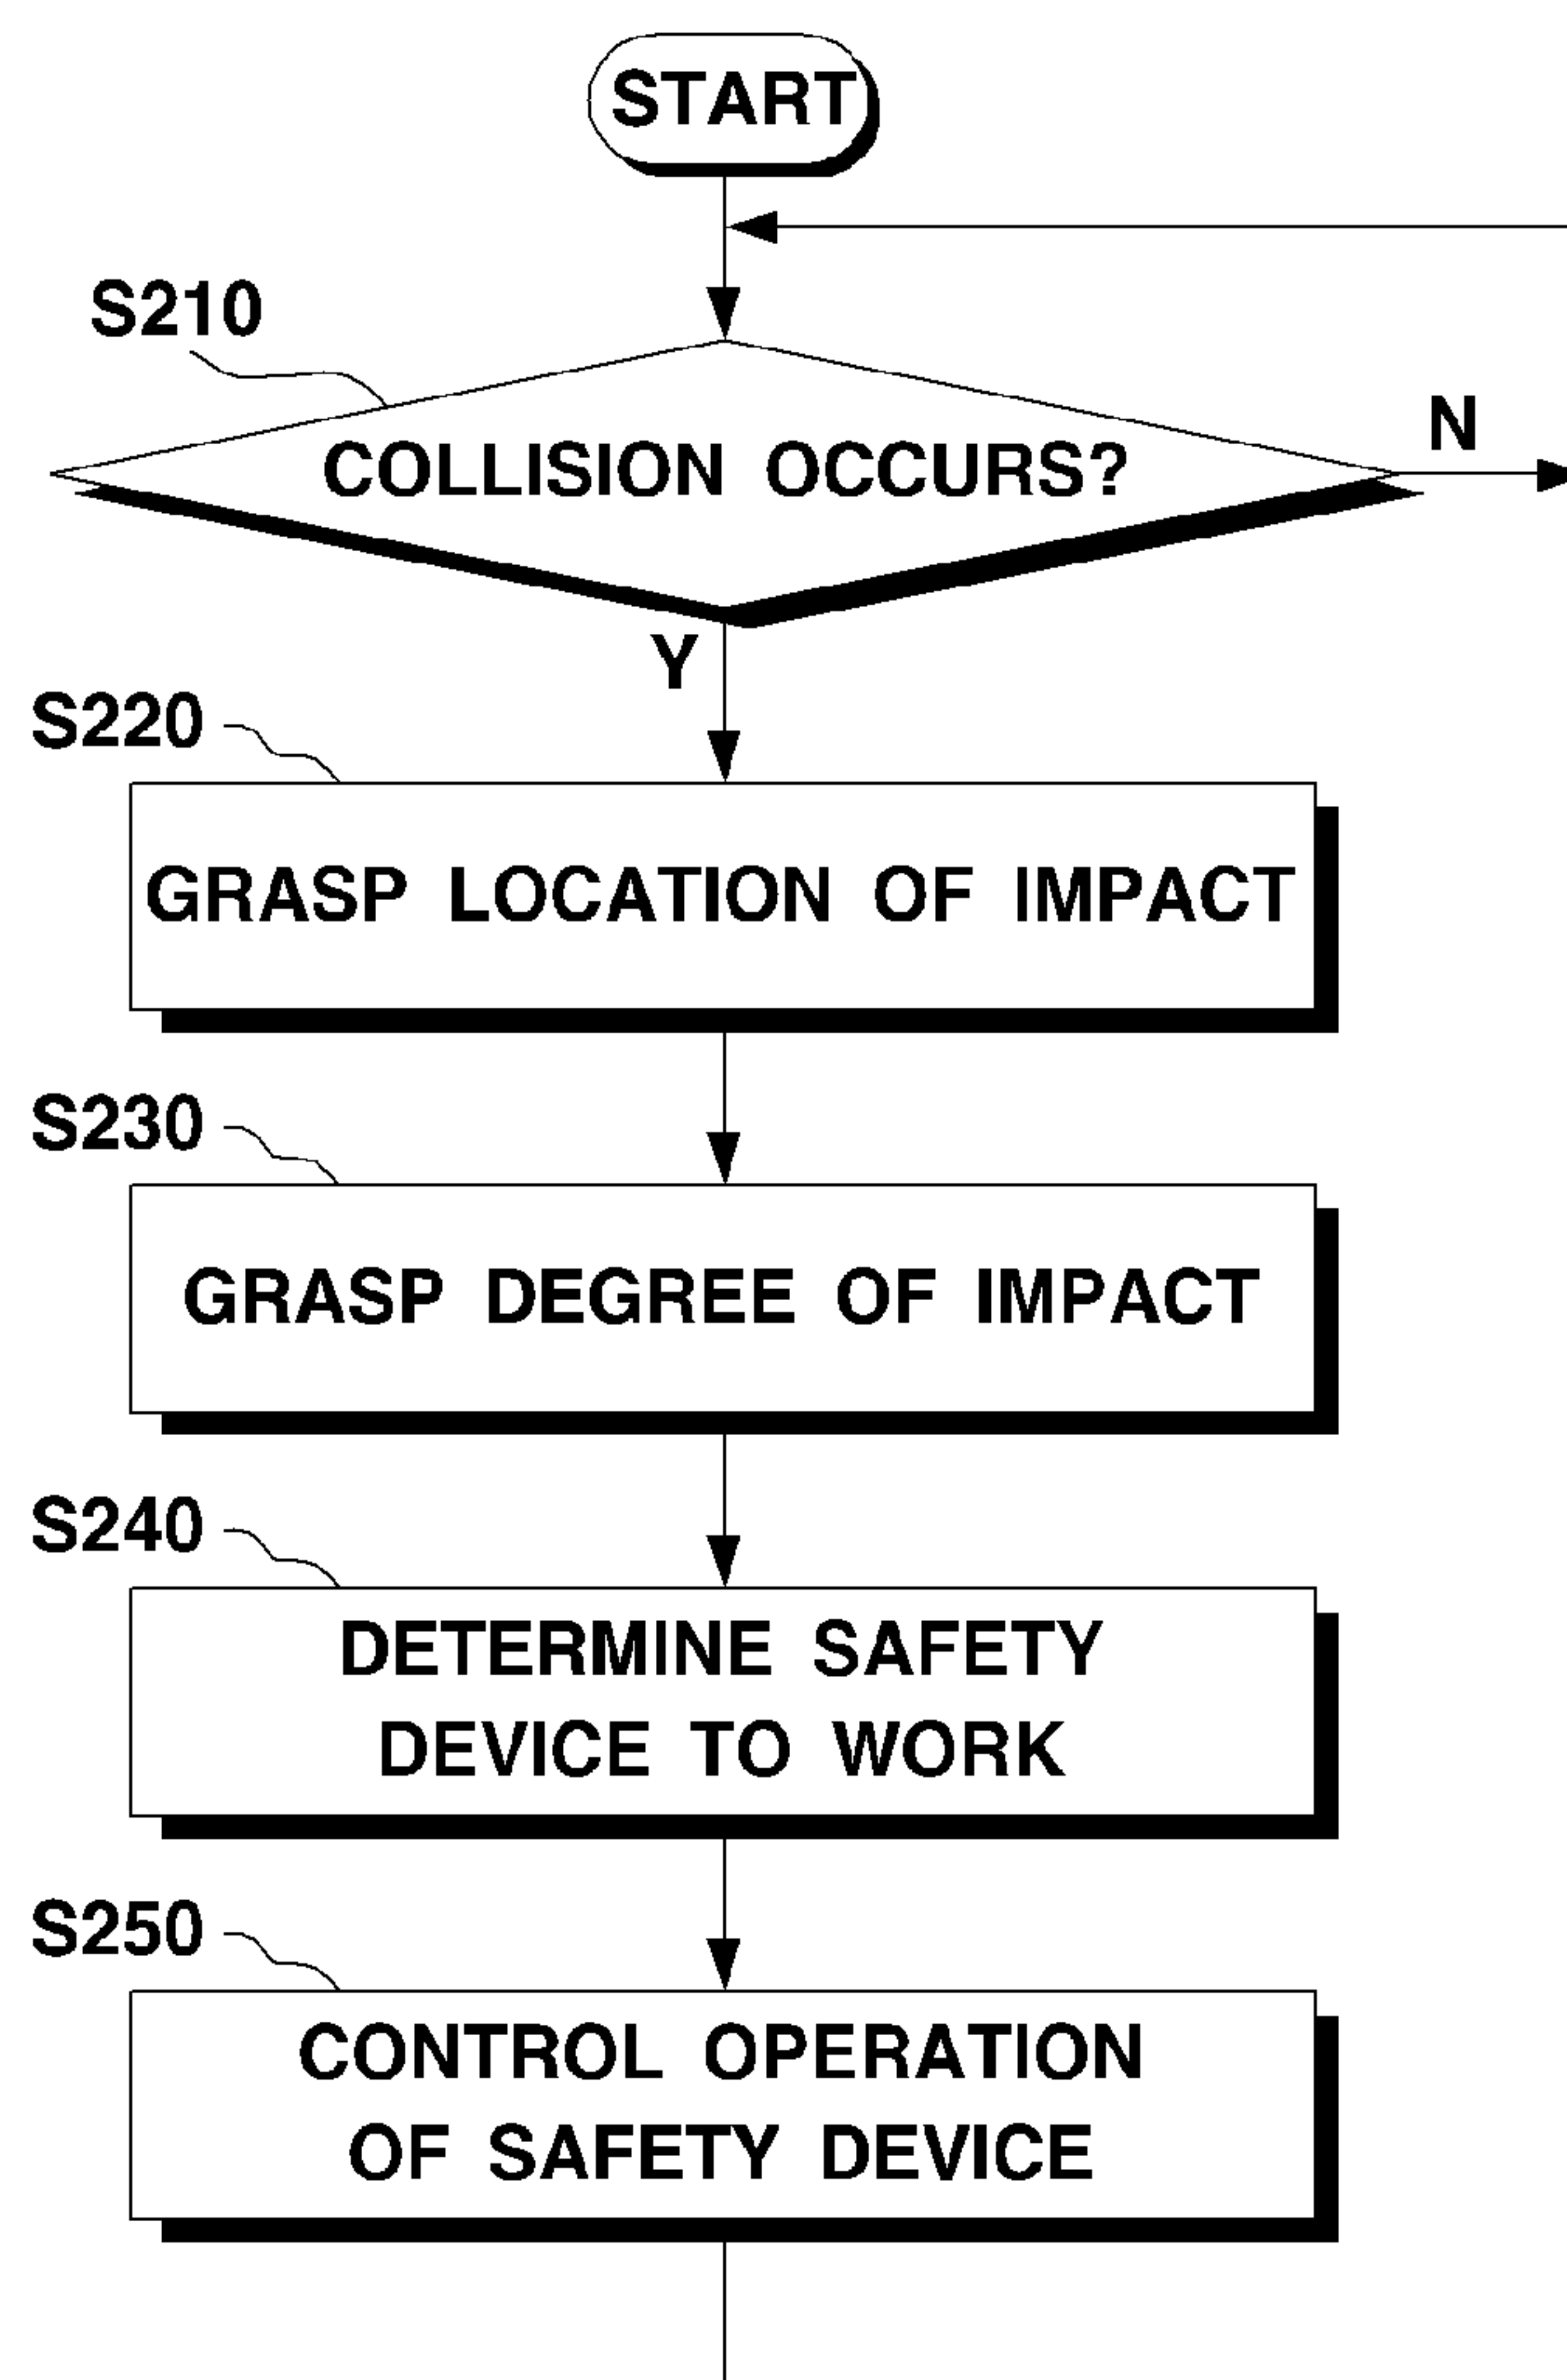 START
S210
COLLISION OCCURS?
N
Y
S220
GRASP LOCATION OF IMPACT
S230
GRASP DEGREE OF IMPACT
S240
DETERMINE SAFETY
DEVICE TO WORK
S250
CONTROL OPERATION
OF SAFETY DEVICE